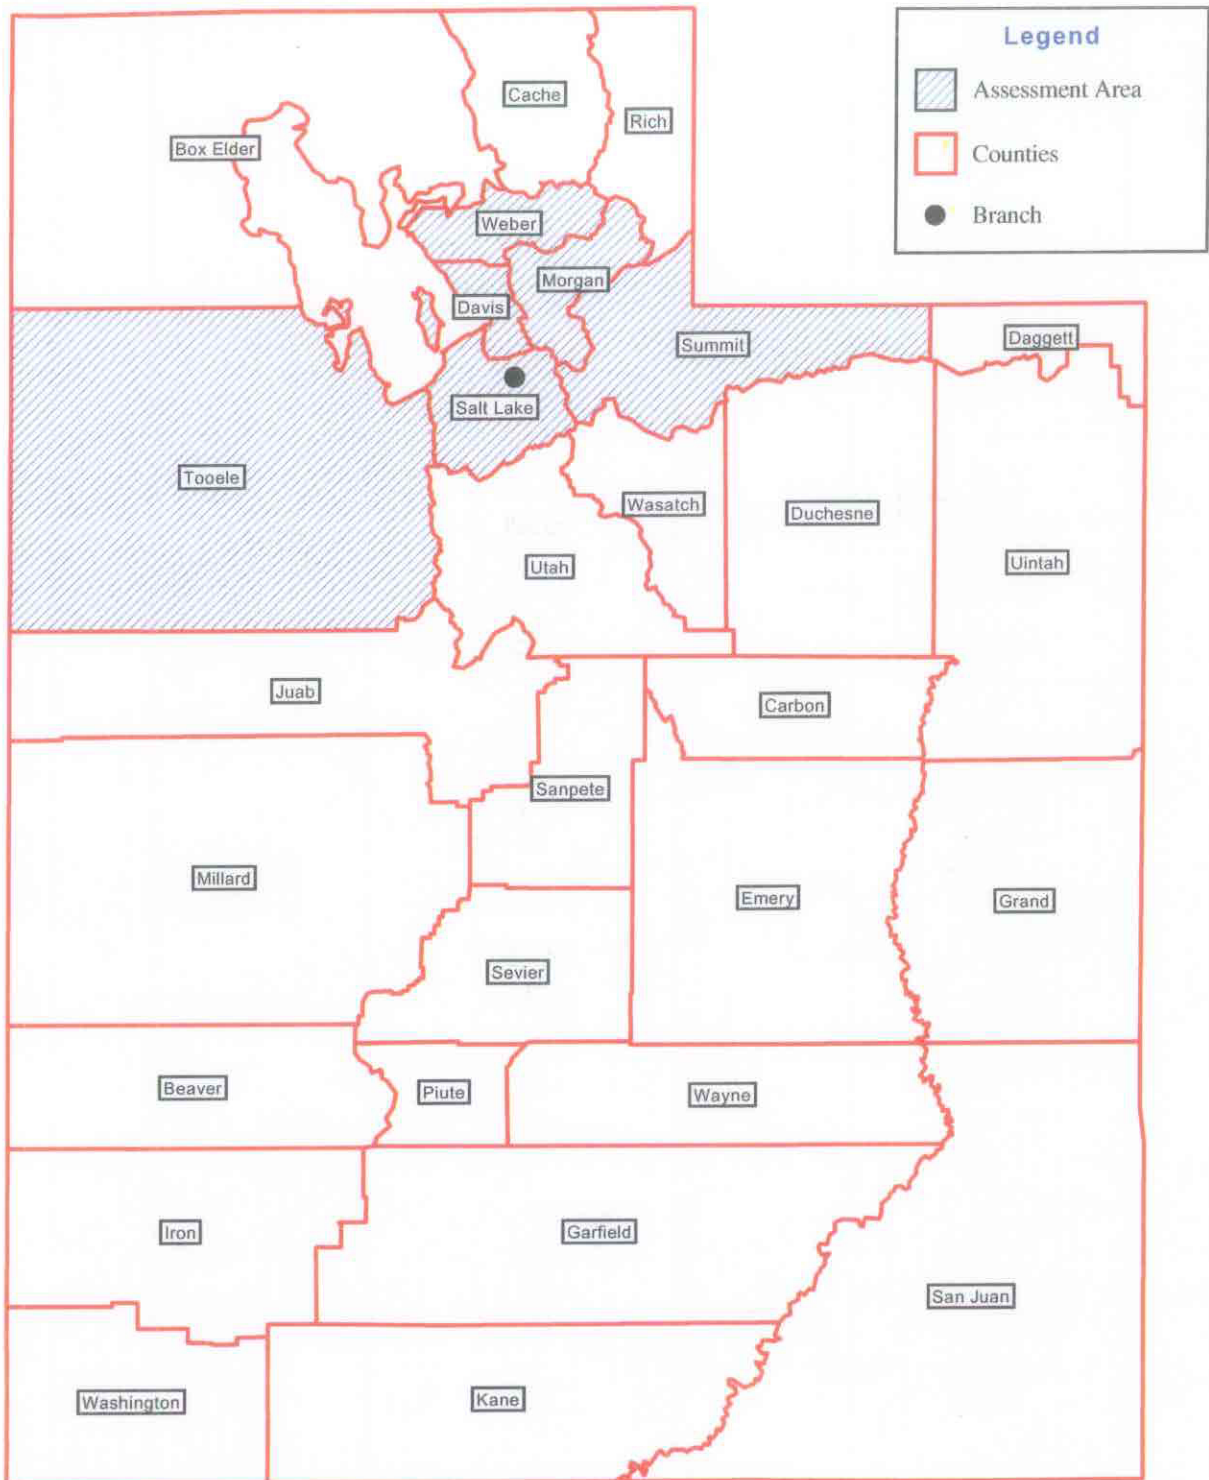 Legend
Assessment Area
Counties
Branch
Cache
Rich
Box Elder
Weber
Morgan
Davis
Summit
Daggett
Salt Lake
Tooele
Wasatch
Duchesne
Uintah
Utah
Juab
Carbon
Sanpete
Millard
Emery
Grand
Sevier
Beaver
Piute
Wayne
Iron
Garfield
San Juan
Washington
Kane